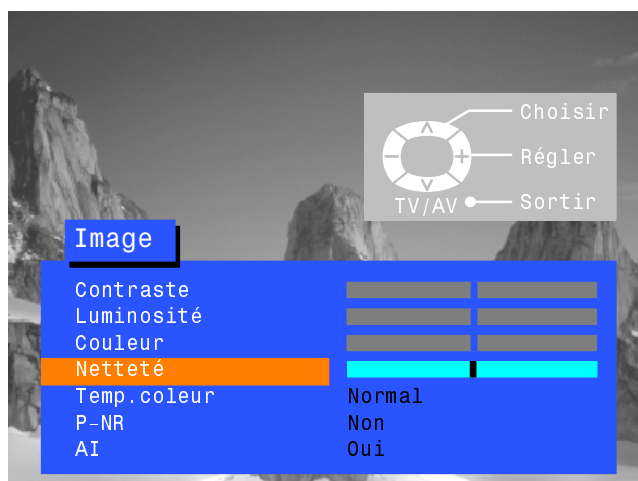 Choisir
Régler
TV/AV Sortir
Image
Contraste
Luminosité
Couleur
Netteté
Temp.coleur Normal
P-NR Non
AI Oui